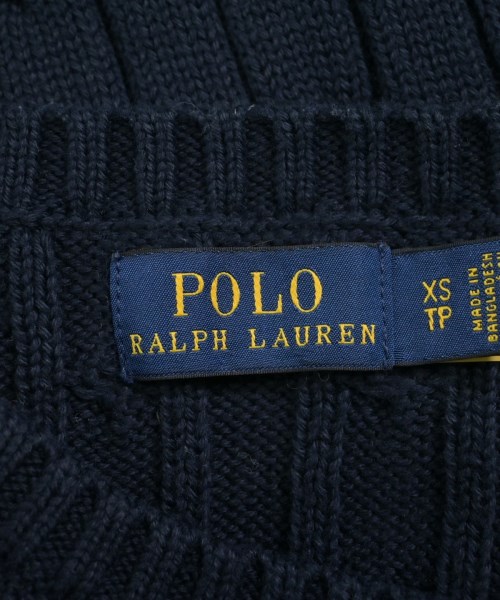 POLO
RALPH LAUREN
XS
TP
MADE IN
BANGLADESH